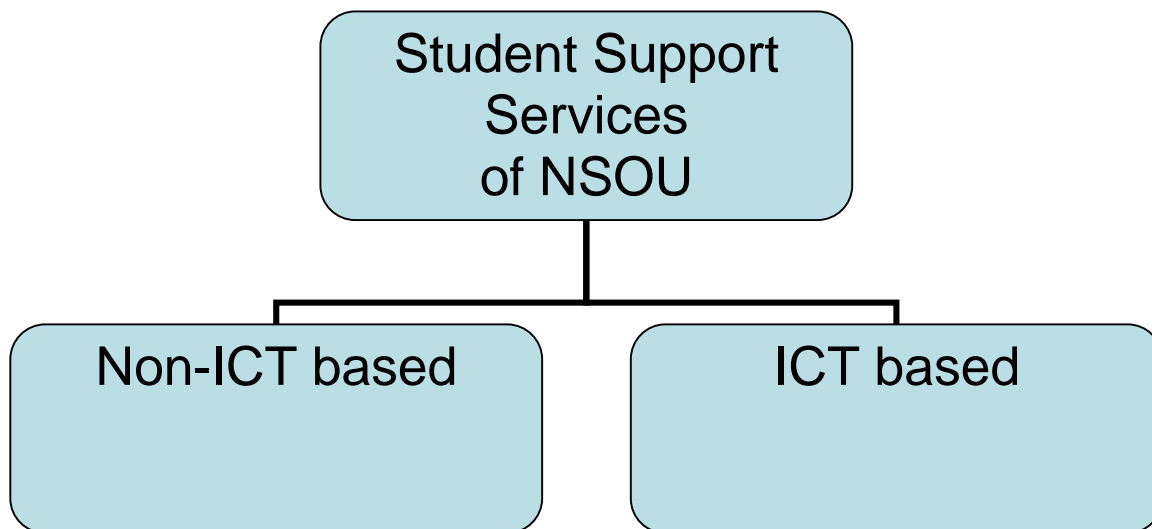 Student Support
Services
of NSOU
Non-ICT based
ICT based